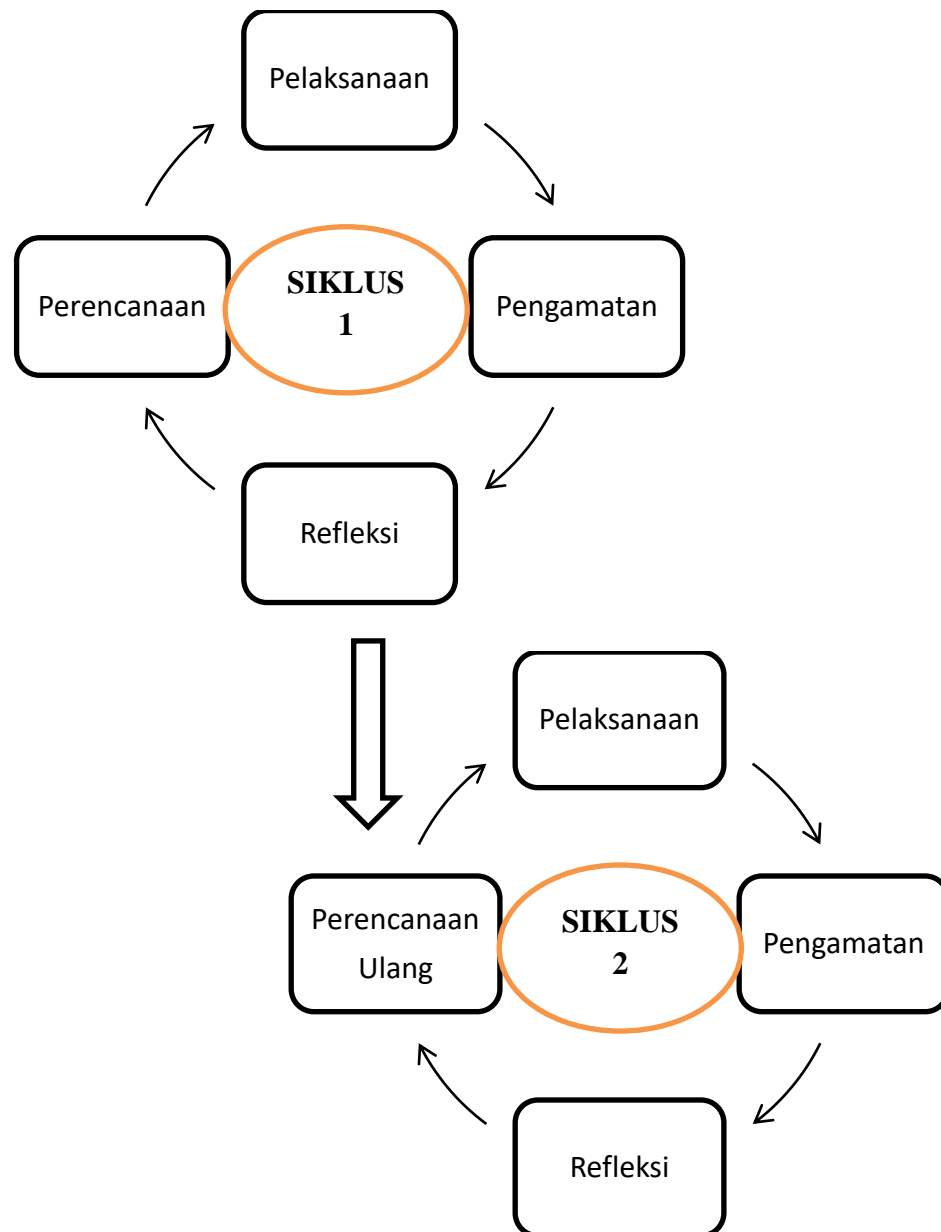 Pelaksanaan
Perencanaan
SIKLUS
1
Pengamatan
Refleksi
Pelaksanaan
Perencanaan
Ulang
SIKLUS
2
Pengamatan
Refleksi